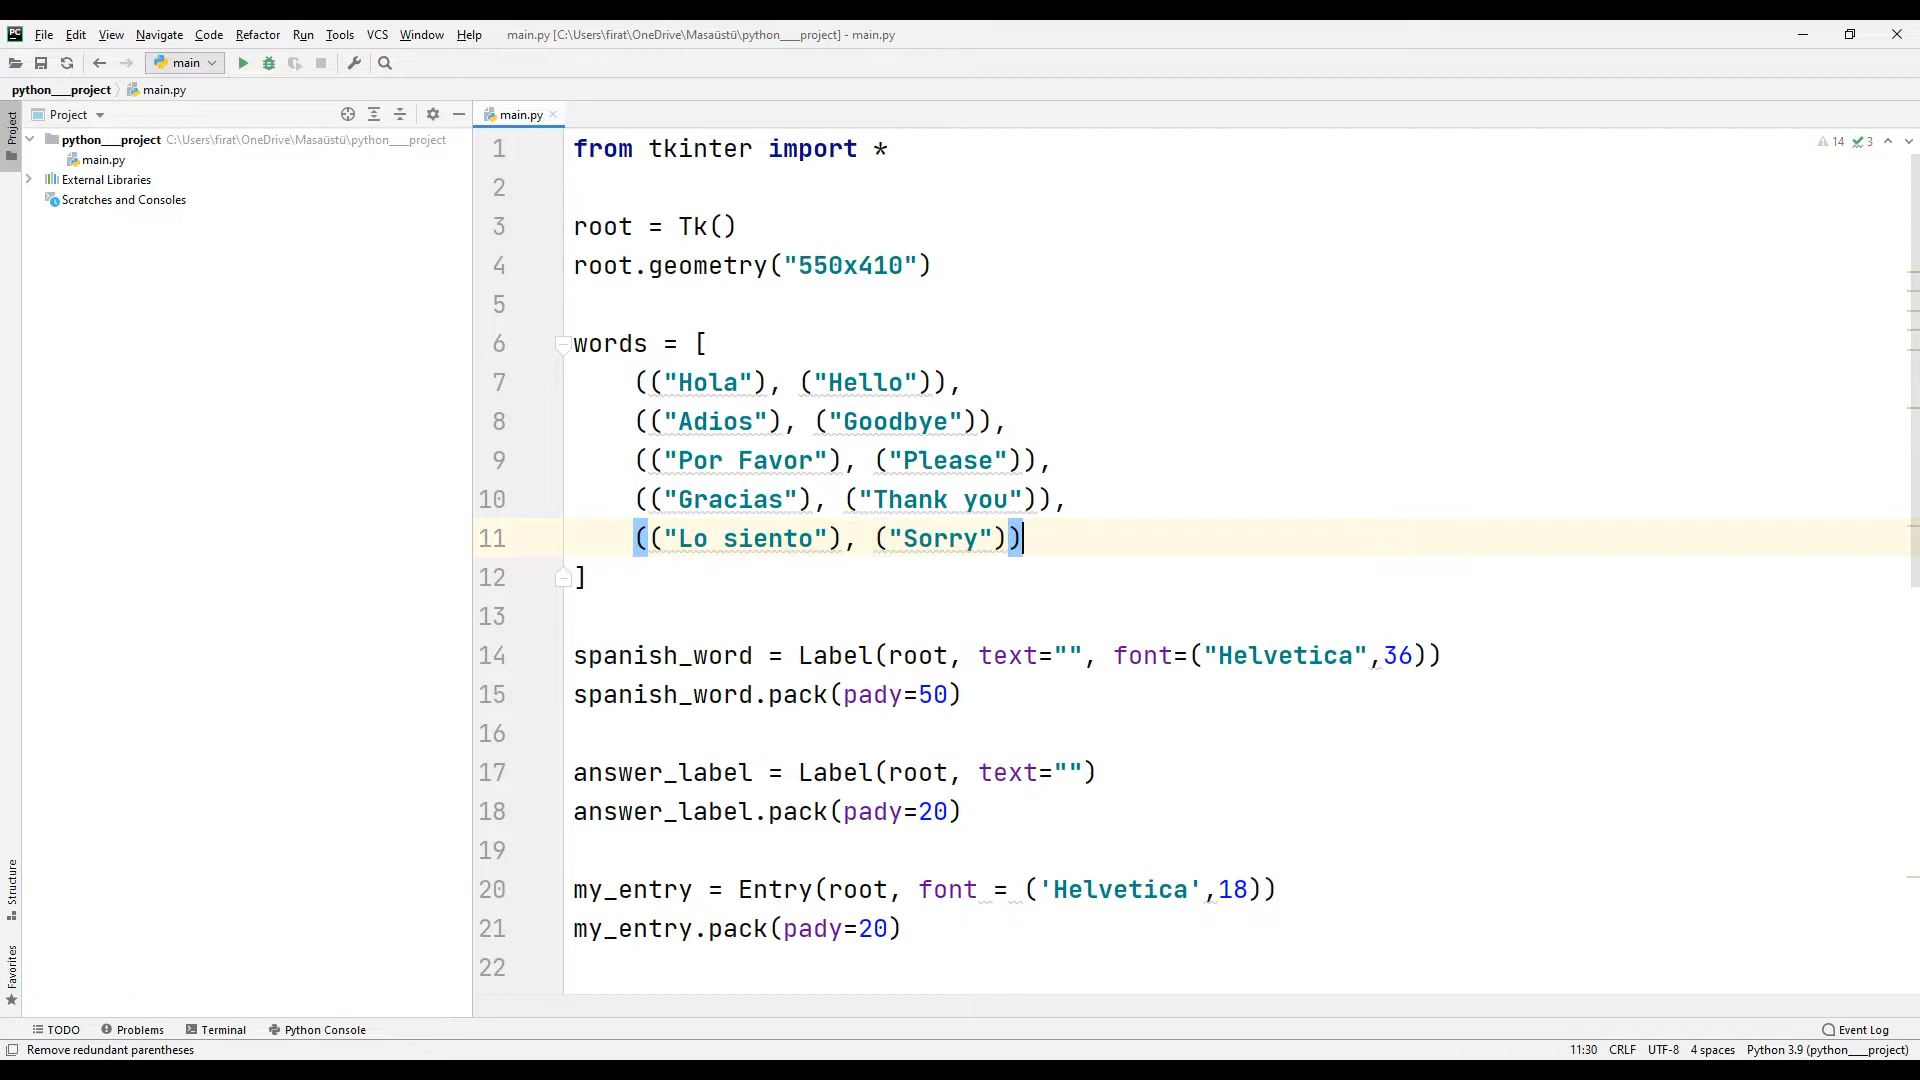 File Edit View Navigate Code Refactor Run Tools VCS Window Help main.py [C:\Users\firat\OneDrive\Masaüstü\python___project] - main.py
main
python___project main.py
Project main.py
python___project C:\Users\firat\OneDrive\Masaüstü\python___project
main.py
External Libraries
Scratches and Consoles
Project
Structure
Favorites
14 3
1 from tkinter import *
2
3 root = Tk()
4 root.geometry("550x410")
5
6 words = [
7 (("Hola"), ("Hello")),
8 (("Adios"), ("Goodbye")),
9 (("Por Favor"), ("Please")),
10 (("Gracias"), ("Thank you")),
11 (("Lo siento"), ("Sorry"))
12 ]
13
14 spanish_word = Label(root, text="", font=("Helvetica",36))
15 spanish_word.pack(pady=50)
16
17 answer_label = Label(root, text="")
18 answer_label.pack(pady=20)
19
20 my_entry = Entry(root, font = ('Helvetica',18))
21 my_entry.pack(pady=20)
22
TODO Problems Terminal Python Console Event Log
Remove redundant parentheses 11:30 CRLF UTF-8 4 spaces Python 3.9 (python___project)